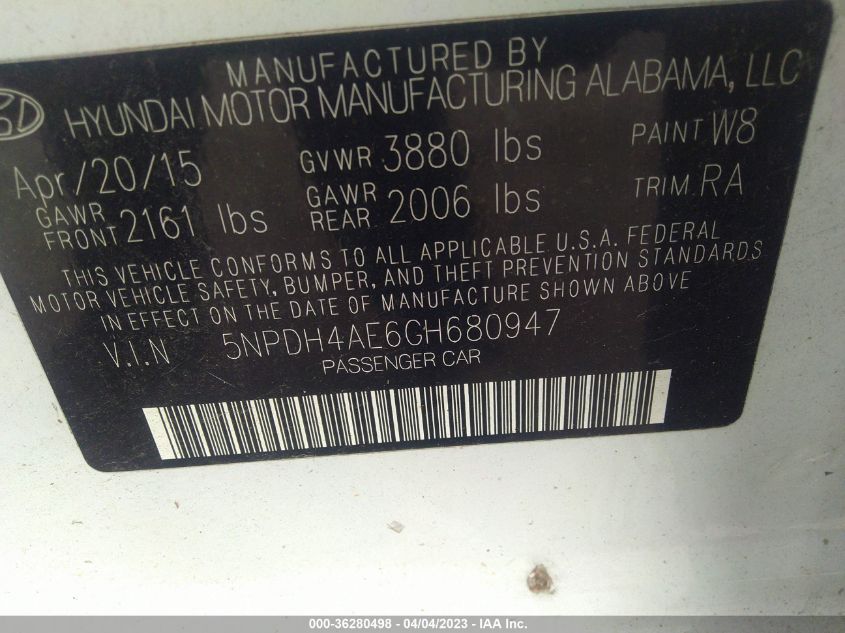 MANUFACTURED BY
HYUNDAI MOTOR MANUFACTURING ALABAMA, LLC
Apr/20/15 GVWR 3880 lbs PAINT W8
GAWR FRONT 2161 lbs GAWR REAR 2006 lbs TRIM RA
THIS VEHICLE CONFORMS TO ALL APPLICABLE U.S.A. FEDERAL
MOTOR VEHICLE SAFETY, BUMPER, AND THEFT PREVENTION STANDARDS
IN EFFECT ON THE DATE OF MANUFACTURE SHOWN ABOVE
V.I.N 5NPDH4AE6GH680947
PASSENGER CAR
000-36280498 - 04/04/2023 - IAA Inc.